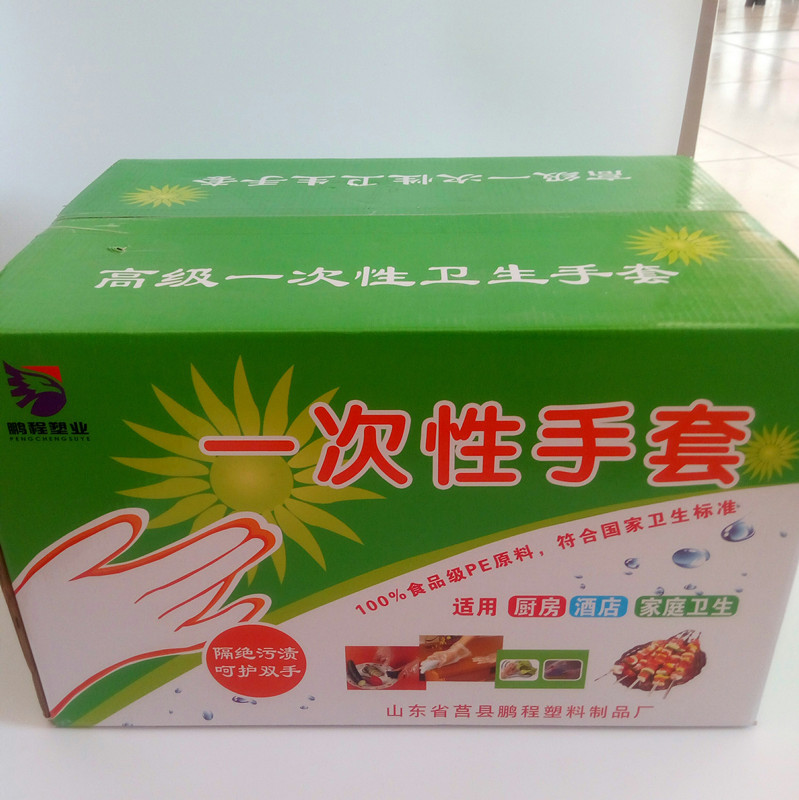 高级一次性卫生手套
高级一次性卫生手套
鹏程塑业
PENGCHENGSUYE
一次性手套
100%食品级PE原料，符合国家卫生标准
适用 厨房 酒店 家庭卫生
隔绝污渍
呵护双手
山东省莒县鹏程塑料制品厂